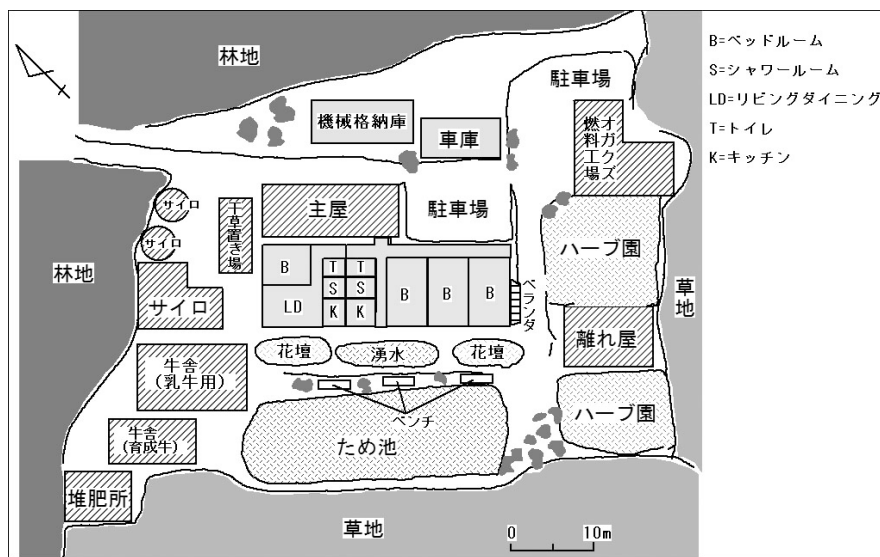 林地
駐車場
B=ベッドルーム
S=シャワールーム
LD=リビングダイニング
T=トイレ
K=キッチン
機械格納庫
車庫
オガクズ
燃料工場
サイロ
サイロ
干草置き場
主屋
駐車場
ハーブ園
林地
サイロ
B
LD
T
T
S
S
K
K
B
B
B
ベランダ
草地
花壇
湧水
花壇
離れ屋
牛舎
(乳牛用)
ベンチ
ハーブ園
牛舎
(育成牛)
ため池
堆肥所
草地
0
10m